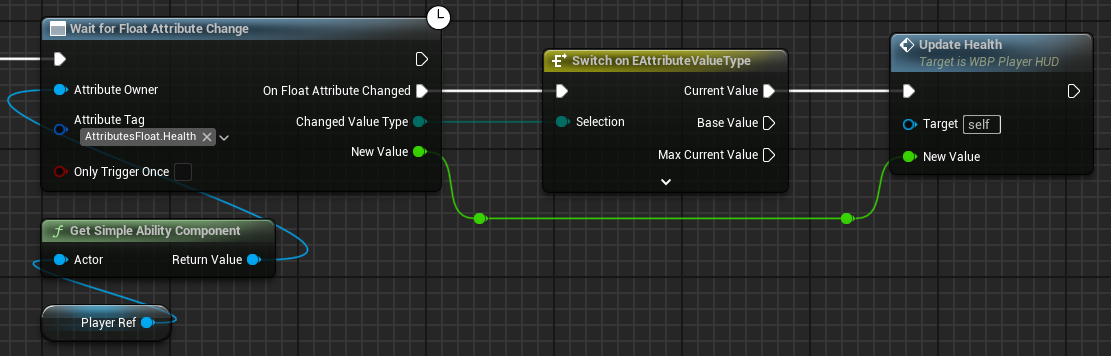 Wait for Float Attribute Change
Attribute Owner
On Float Attribute Changed
Attribute Tag
AttributesFloat.Health
Changed Value Type
New Value
Only Trigger Once
f Get Simple Ability Component
Actor
Return Value
Player Ref
Switch on EAttributeValueType
Current Value
Selection
Base Value
Max Current Value
Update Health
Target is WBP Player HUD
Target self
New Value